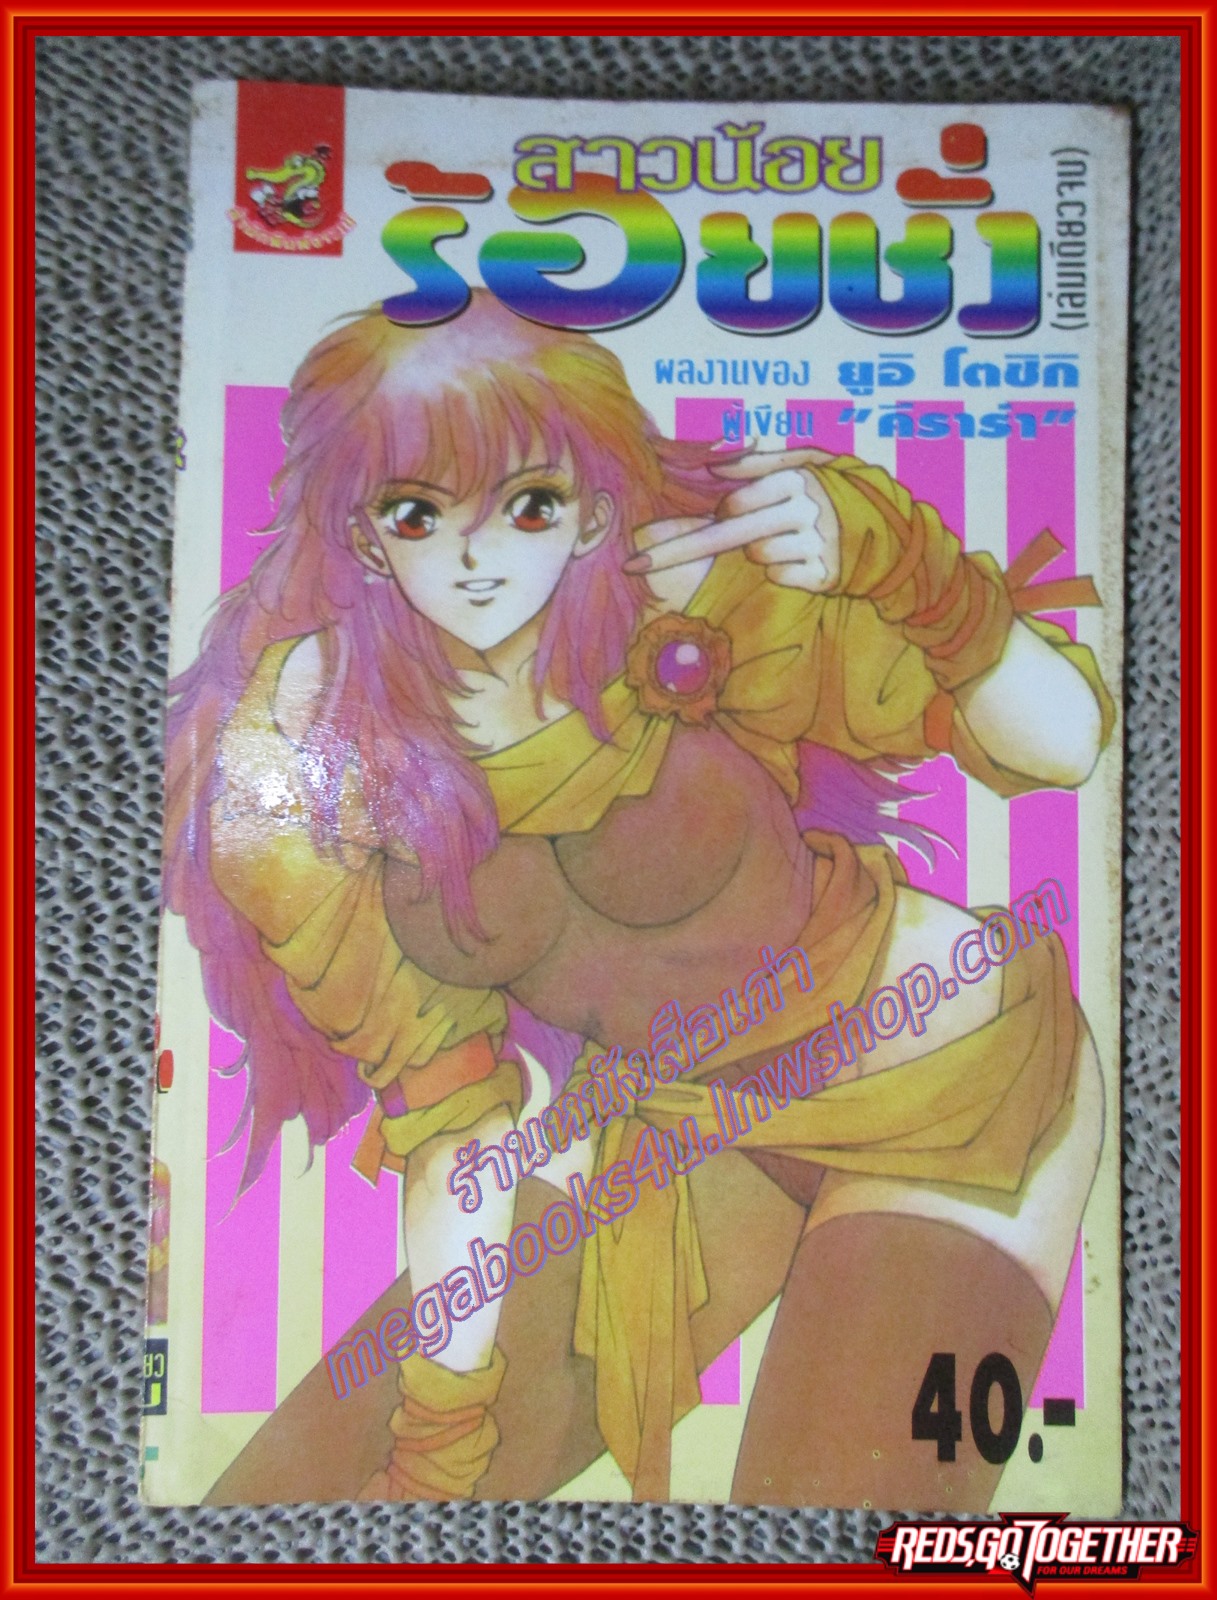 สาวน้อย
ร้อยชั่ง
(เล่มเดียวจบ)
ผลงานของ ยูอิ โตชิกิ
ผู้เขียน "คิราร่า"
ร้านหนังสือเก่า
megabooks4u.lnwshop.com
40.-
REDS,GO TOGETHER
FOR OUR DREAMS